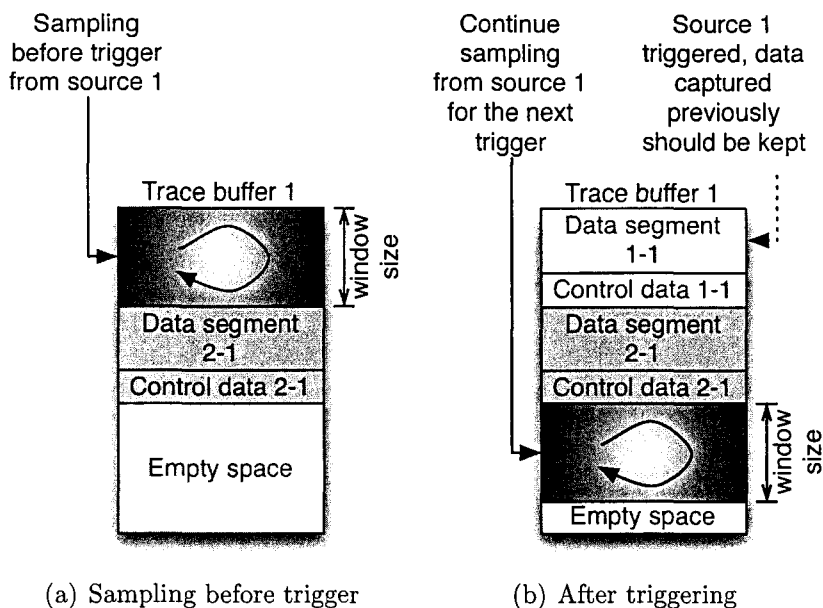 Sampling
before trigger
from source 1
Trace buffer 1
window
size
Data segment
2-1
Control data 2-1
Empty space
(a) Sampling before trigger
Continue
sampling
from source 1
for the next
trigger
Source 1
triggered, data
captured
previously
should be kept
Trace buffer 1
Data segment
1-1
Control data 1-1
Data segment
2-1
Control data 2-1
window
size
Empty space
(b) After triggering